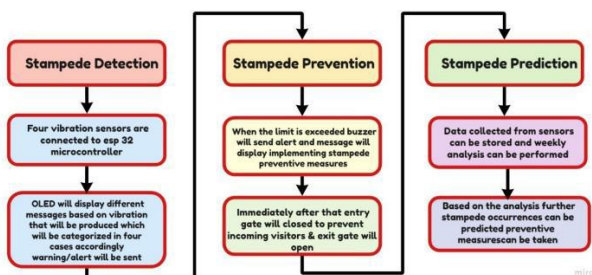 Stampede Detection
Four vibration sensors are
connected to esp 32
microcontroller
OLED will display different
messages based on vibration
that will be produced which
will be categorized in four
cases accordingly
warning/alert will be sent
Stampede Prevention
When the limit is exceeded buzzer
will send alert and message will
display implementing stampede
preventive measures
Immediately after that entry
gate will closed to prevent
incoming visitors & exit gate will
open
Stampede Prediction
Data collected from sensors
can be stored and weekly
analysis can be performed
Based on the analysis further
stampede occurrences can be
predicted preventive
measurescan be taken
miro